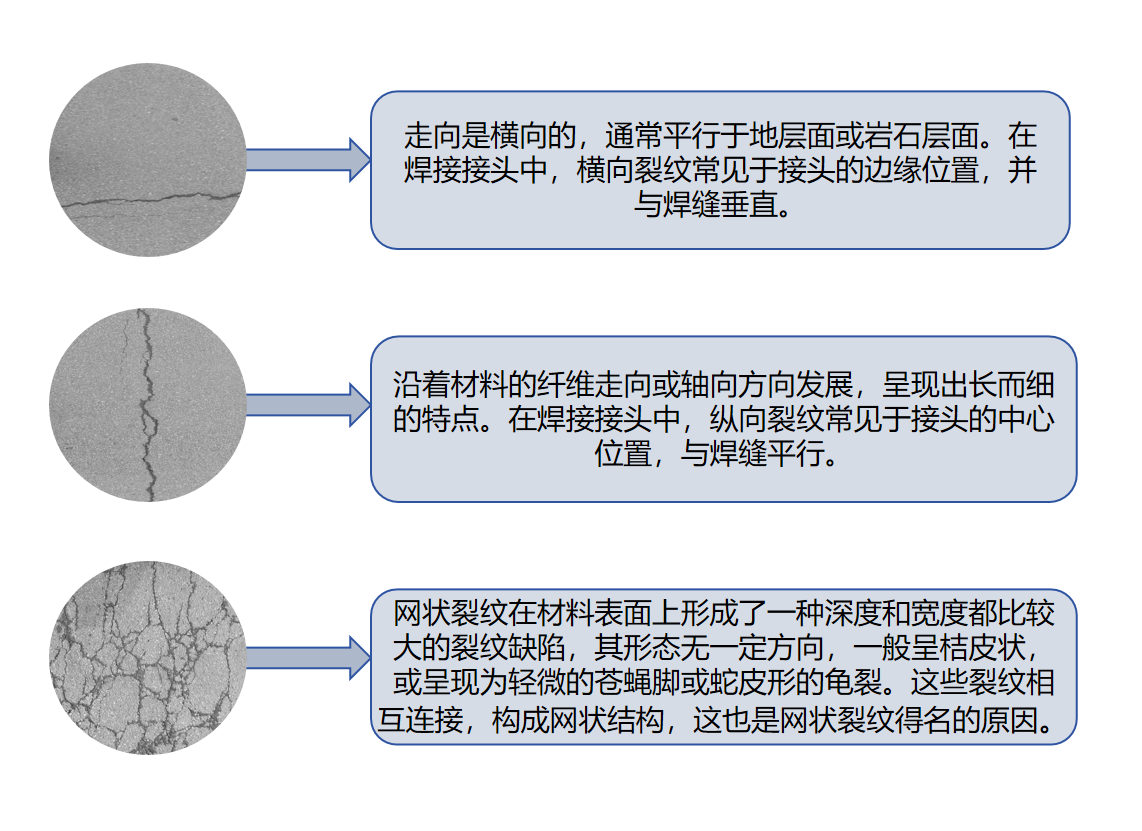 走向是横向的，通常平行于地层面或岩石层面。在
焊接接头中，横向裂纹常见于接头的边缘位置，并
与焊缝垂直。
沿着材料的纤维走向或轴向方向发展，呈现出长而细
的特点。在焊接接头中，纵向裂纹常见于接头的中心
位置，与焊缝平行。
网状裂纹在材料表面上形成了一种深度和宽度都比较
大的裂纹缺陷，其形态无一定方向，一般呈桔皮状，
或呈现为轻微的苍蝇脚或蛇皮形的龟裂。这些裂纹相
互连接，构成网状结构，这也是网状裂纹得名的原因。